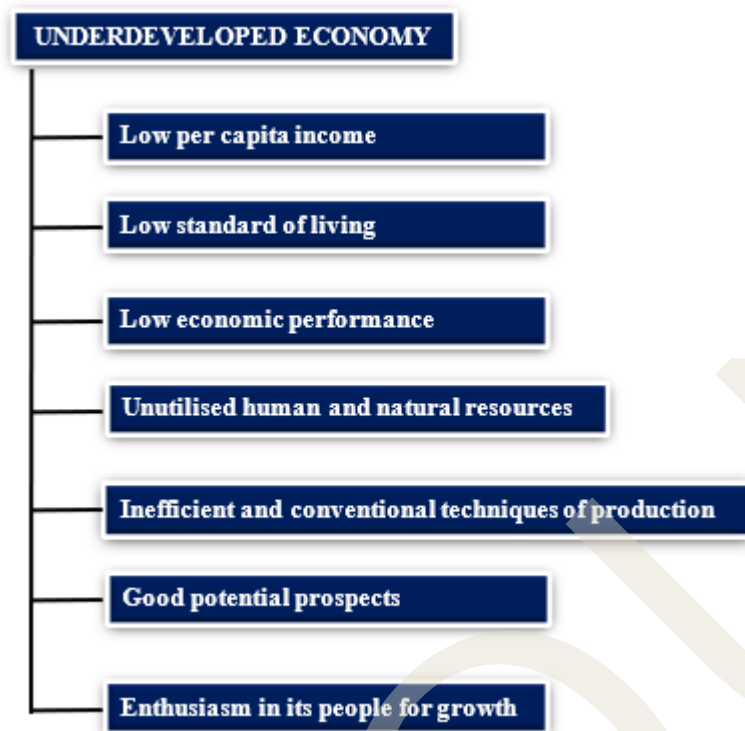 UNDERDEVELOPED ECONOMY
Low per capita income
Low standard of living
Low economic performance
Unutilised human and natural resources
Inefficient and conventional techniques of production
Good potential prospects
Enthusiasm in its people for growth